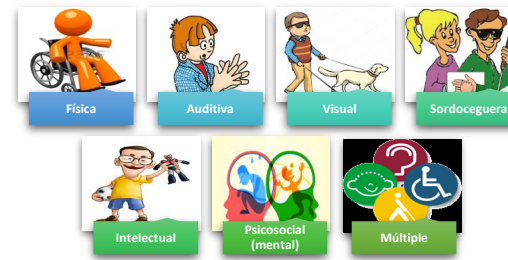 Física
Auditiva
Visual
Sordoceguera
Intelectual
Psicosocial
(mental)
Múltiple